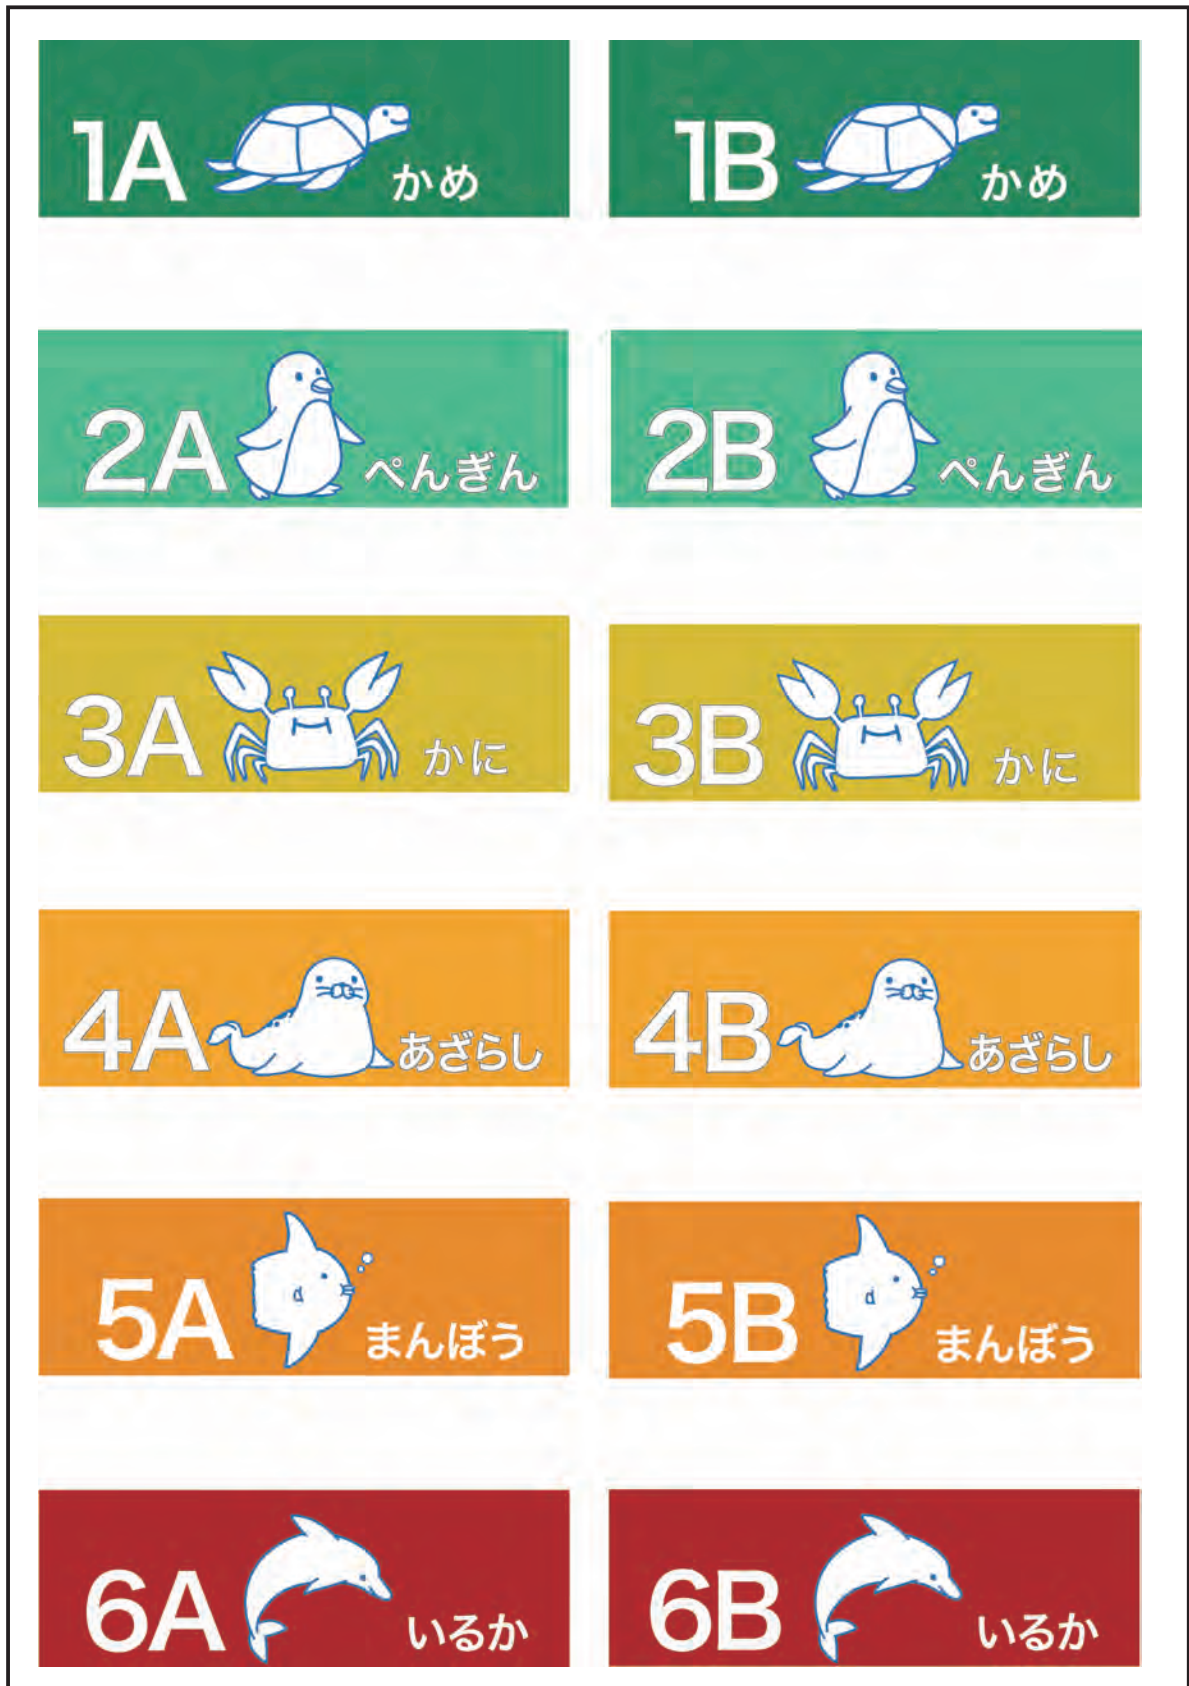 1A かめ
1B かめ
2A ぺんぎん
2B ぺんぎん
3A かに
3B かに
4A あざらし
4B あざらし
5A まんぼう
5B まんぼう
6A いるか
6B いるか